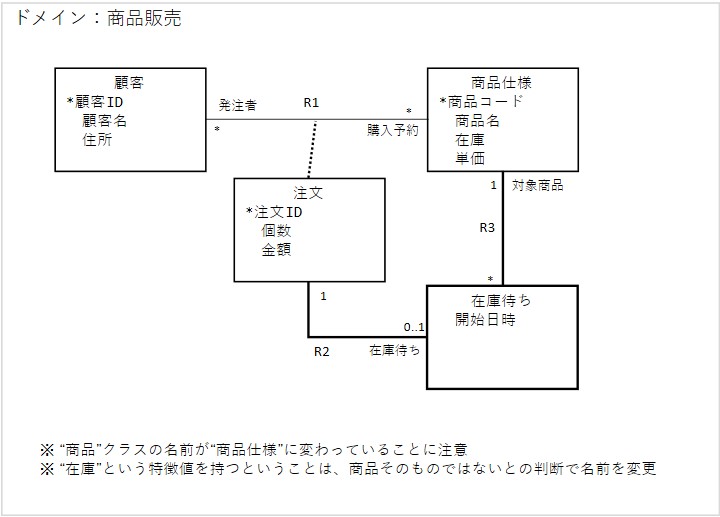 ドメイン：商品販売
顧客
*顧客ID
顧客名
住所
発注者
R1
*
*
購入予約
商品仕様
*商品コード
商品名
在庫
単価
注文
*注文ID
個数
金額
1
対象商品
R3
*
在庫待ち
開始日時
1
0..1
R2
在庫待ち
※ “商品”クラスの名前が“商品仕様”に変わっていることに注意
※ “在庫”という特徴値を持つということは、商品そのものではないとの判断で名前を変更